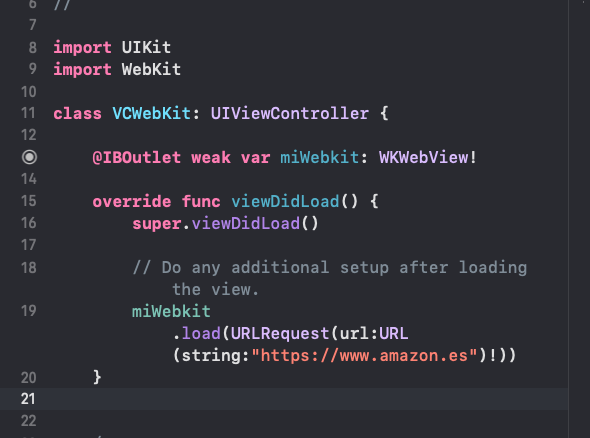 6 //
7
8 import UIKit
9 import WebKit
10
11 class VCWebKit: UIViewController {
12
@IBOutlet weak var miWebkit: WKWebView!
14
15 override func viewDidLoad() {
16 super.viewDidLoad()
17
18 // Do any additional setup after loading
the view.
19 miWebkit
.load(URLRequest(url:URL
(string:"https://www.amazon.es")!))
20 }
21
22